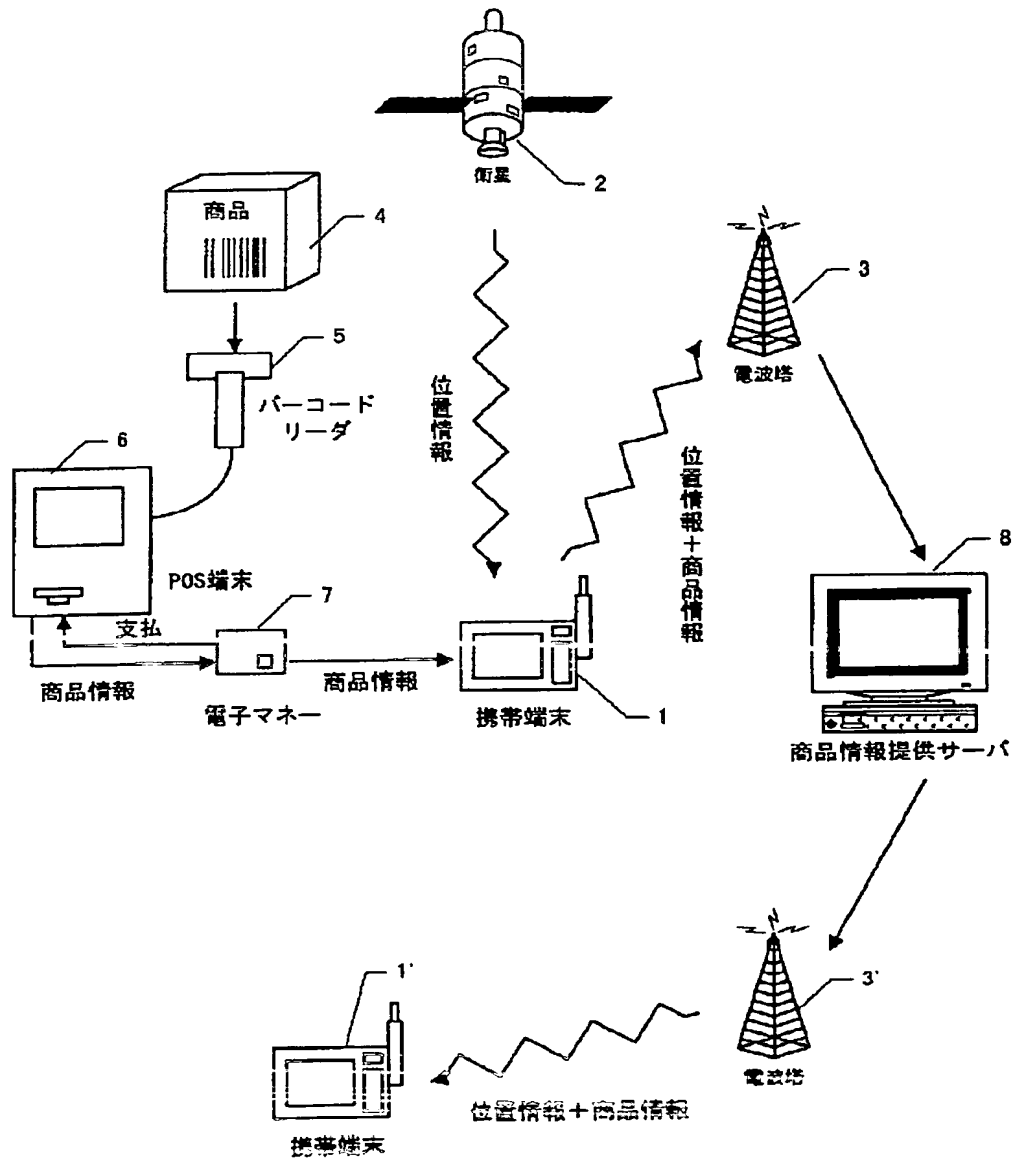 衛星
2
商品
4
3
電波塔
5
バーコード
リーダ
位置情報
位置情報+商品情報
6
POS端末
8
7
支払
商品情報
電子マネー
商品情報
携帯端末
1
商品情報提供サーバ
1'
3'
電波塔
位置情報+商品情報
携帯端末